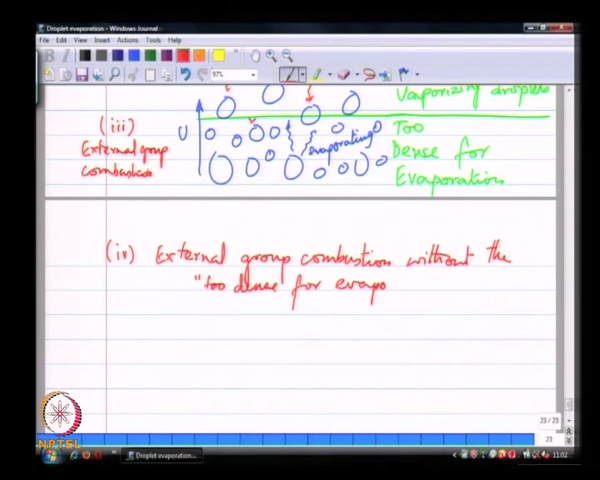 Droplet evaporation - Windows Journal
File Edit View Insert Actions Tools Help
97%
Vaporizing droplets
(iii)
External group
combustion
U
evaporating
Too
Dense for
Evaporation
(iv) External group combustion without the
"too dense for evapo
23 / 23
23
NPTEL
Droplet evaporation...
11:02